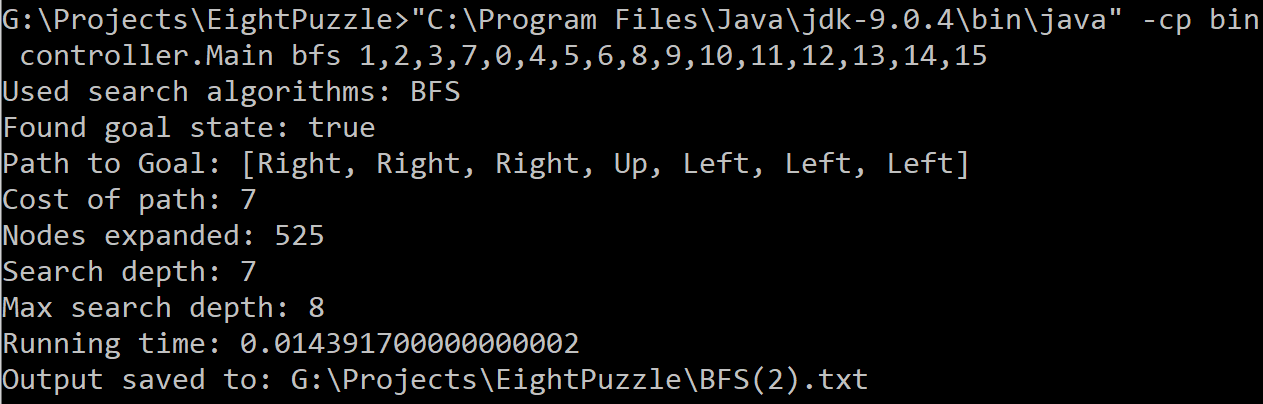 G:\Projects\EightPuzzle>"C:\Program Files\Java\jdk-9.0.4\bin\java" -cp bin
controller.Main bfs 1,2,3,7,0,4,5,6,8,9,10,11,12,13,14,15
Used search algorithms: BFS
Found goal state: true
Path to Goal: [Right, Right, Right, Up, Left, Left, Left]
Cost of path: 7
Nodes expanded: 525
Search depth: 7
Max search depth: 8
Running time: 0.014391700000000002
Output saved to: G:\Projects\EightPuzzle\BFS(2).txt